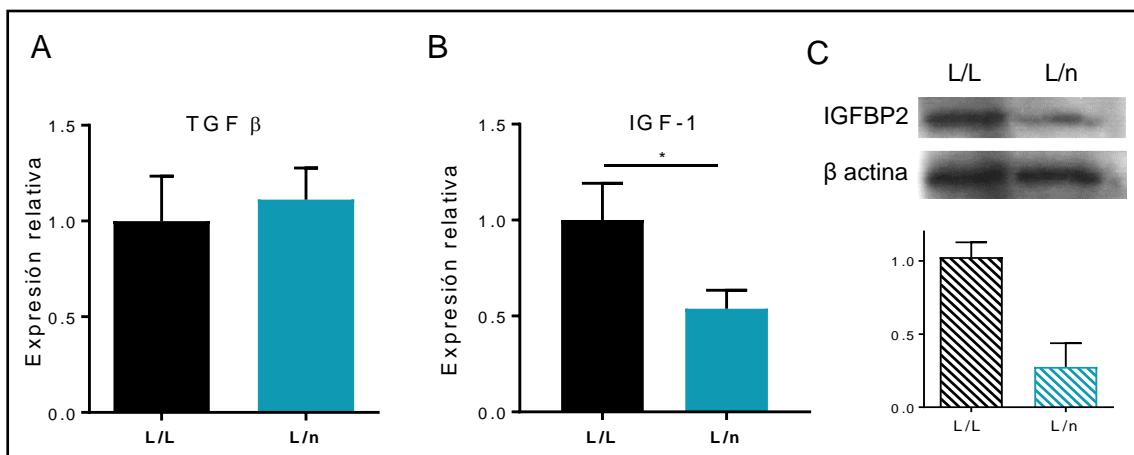 A
TGF β
Expresión relativa
1.5
1.0
0.5
0.0
L/L L/n
B
IGF-1
*
Expresión relativa
1.5
1.0
0.5
0.0
L/L L/n
C
L/L L/n
IGFBP2
β actina
1.0
0.5
0.0
L/L L/n